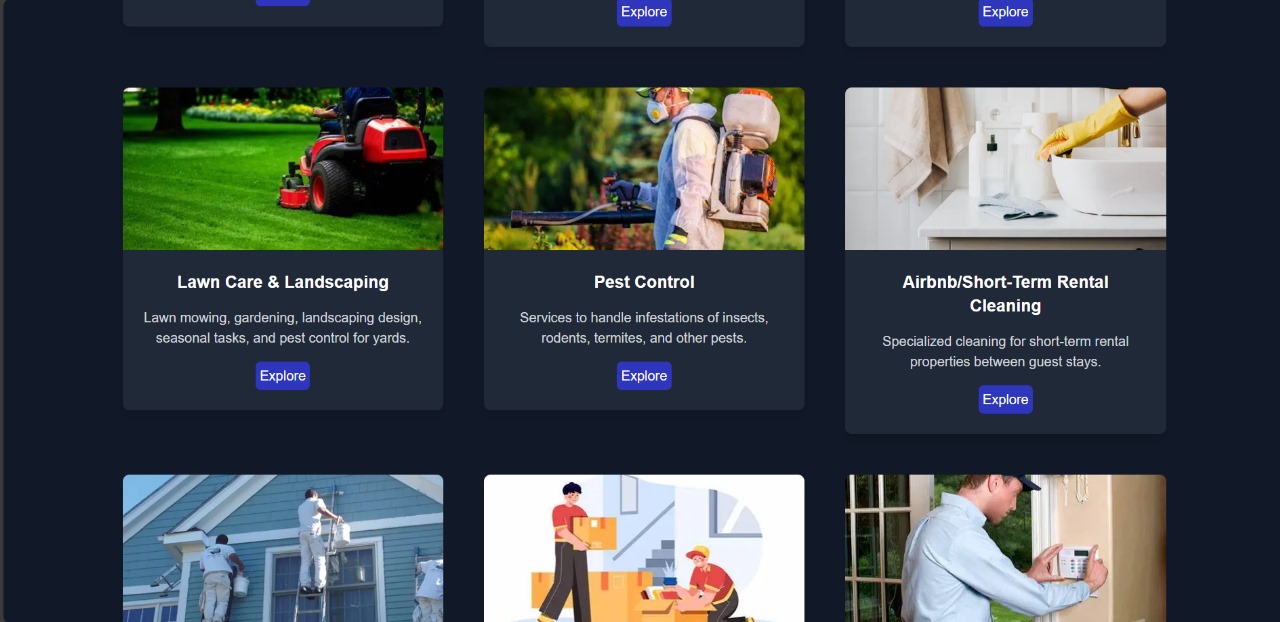 Explore
Explore
Lawn Care & Landscaping
Lawn mowing, gardening, landscaping design,
seasonal tasks, and pest control for yards.
Explore
Pest Control
Services to handle infestations of insects,
rodents, termites, and other pests.
Explore
Airbnb/Short-Term Rental
Cleaning
Specialized cleaning for short-term rental
properties between guest stays.
Explore